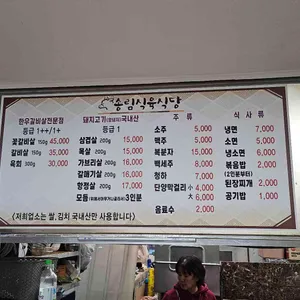 송림식육식당
한우갈비살전문점
등급 1++/1+
꽃갈비살 150g 45,000
갈비살 150g 35,000
육회 300g 30,000
돼지고기 국내산
등급 1
삼겹살 200g 15,000
목살 200g 15,000
가브리살 200g 16,000
갈매기살 200g 16,000
항정살 200g 17,000
모듬 3인분
주 류
소주 5,000
맥주 5,000
복분자 15,000
백세주 8,000
청하 7,000
단양막걸리 小 4,000
大 6,000
음료수 2,000
식 사 류
냉면 7,000
소면 5,000
냉소면 6,000
볶음밥 2,000
(2인분부터)
된장찌개 2,000
공기밥 1,000
(저희업소는 쌀,김치 국내산만 사용합니다)